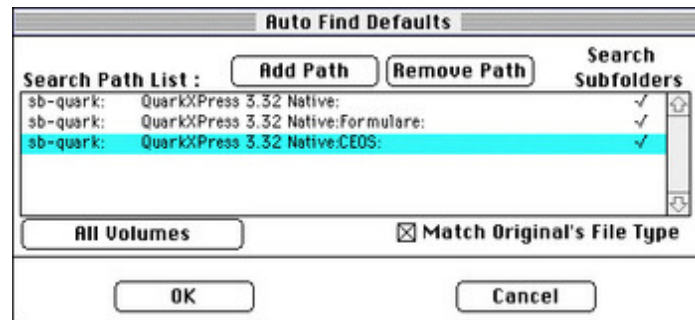 Auto Find Defaults
Search Path List :
Add Path
Remove Path
Search
Subfolders
sb-quark: QuarkXPress 3.32 Native: √
sb-quark: QuarkXPress 3.32 Native:Formulare: √
sb-quark: QuarkXPress 3.32 Native:CEOS: √
All Volumes
Match Original's File Type
OK
Cancel